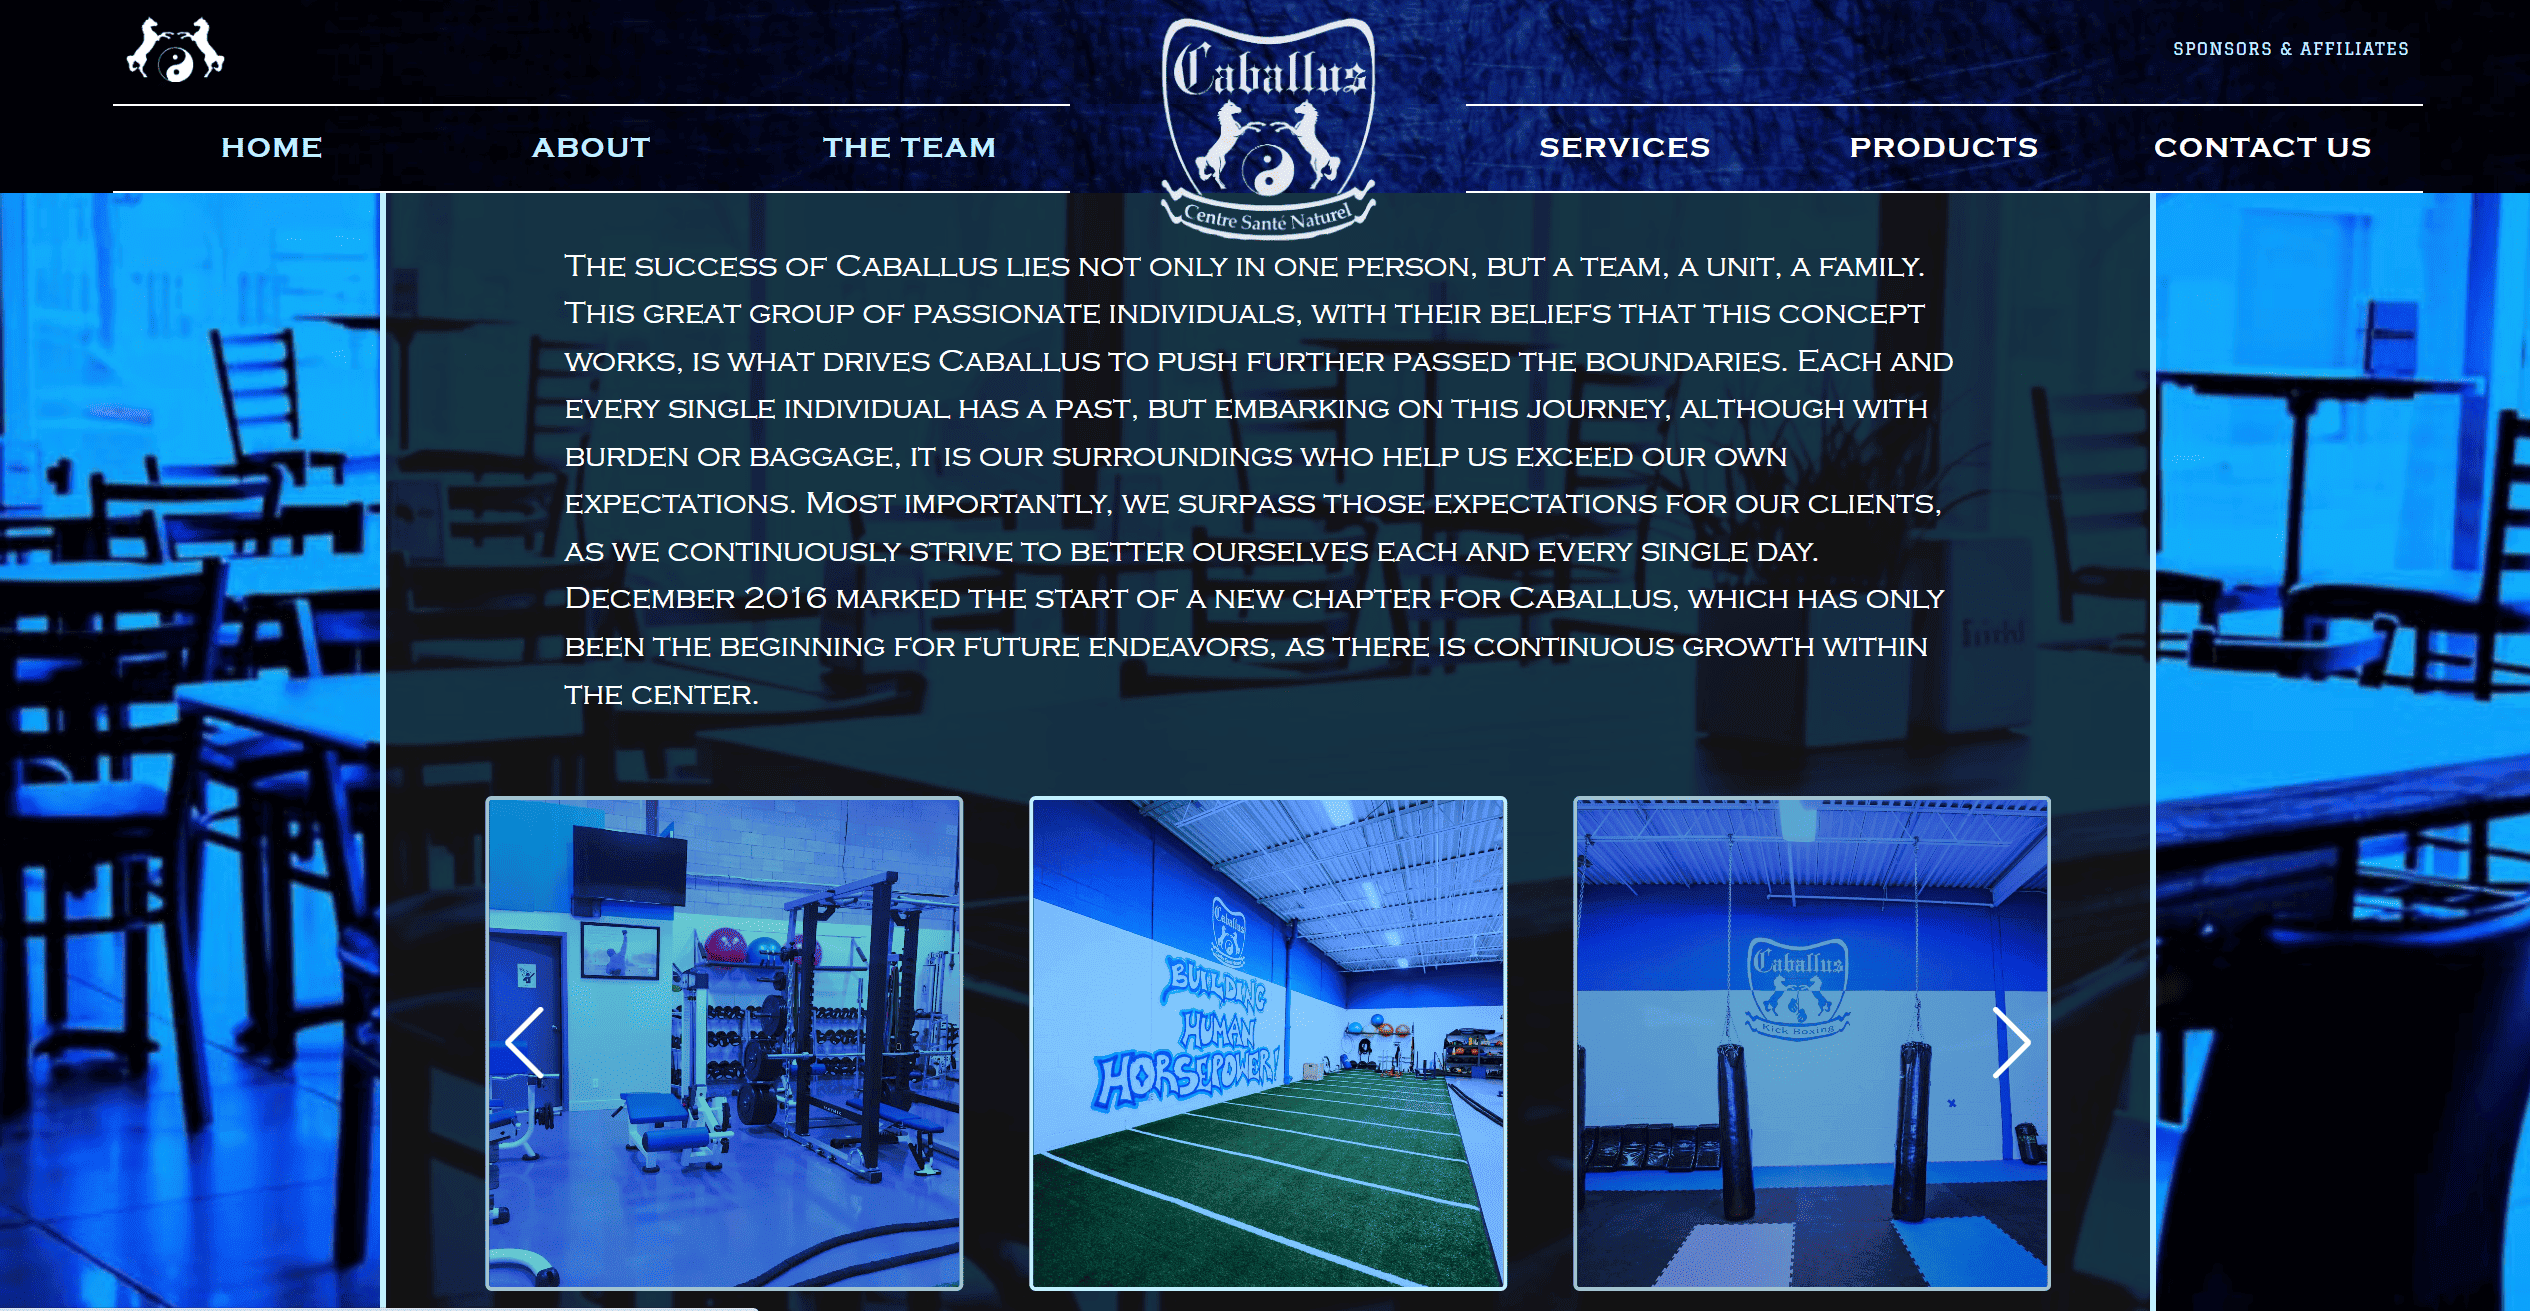 SPONSORS & AFFILIATES
Caballus
Centre Santé Naturel
HOME
ABOUT
THE TEAM
SERVICES
PRODUCTS
CONTACT US
The success of Caballus lies not only in one person, but a team, a unit, a family.
This great group of passionate individuals, with their beliefs that this concept
works, is what drives Caballus to push further passed the boundaries. Each and
every single individual has a past, but embarking on this journey, although with
burden or baggage, it is our surroundings who help us exceed our own
expectations. Most importantly, we surpass those expectations for our clients,
as we continuously strive to better ourselves each and every single day.
December 2016 marked the start of a new chapter for Caballus, which has only
been the beginning for future endeavors, as there is continuous growth within
the center.
Caballus
BUILDING
HUMAN
HORSEPOWER!
Caballus
Kick Boxing